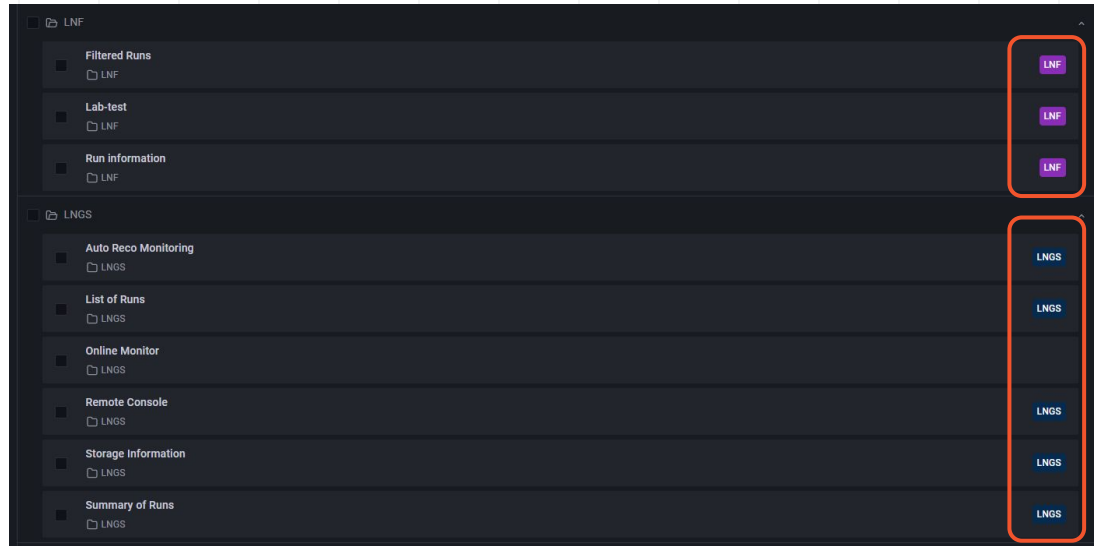 LNF
Filtered Runs
LNF
LNF
Lab-test
LNF
LNF
Run information
LNF
LNF
LNGS
Auto Reco Monitoring
LNGS
LNGS
List of Runs
LNGS
LNGS
Online Monitor
LNGS
Remote Console
LNGS
LNGS
Storage Information
LNGS
LNGS
Summary of Runs
LNGS
LNGS